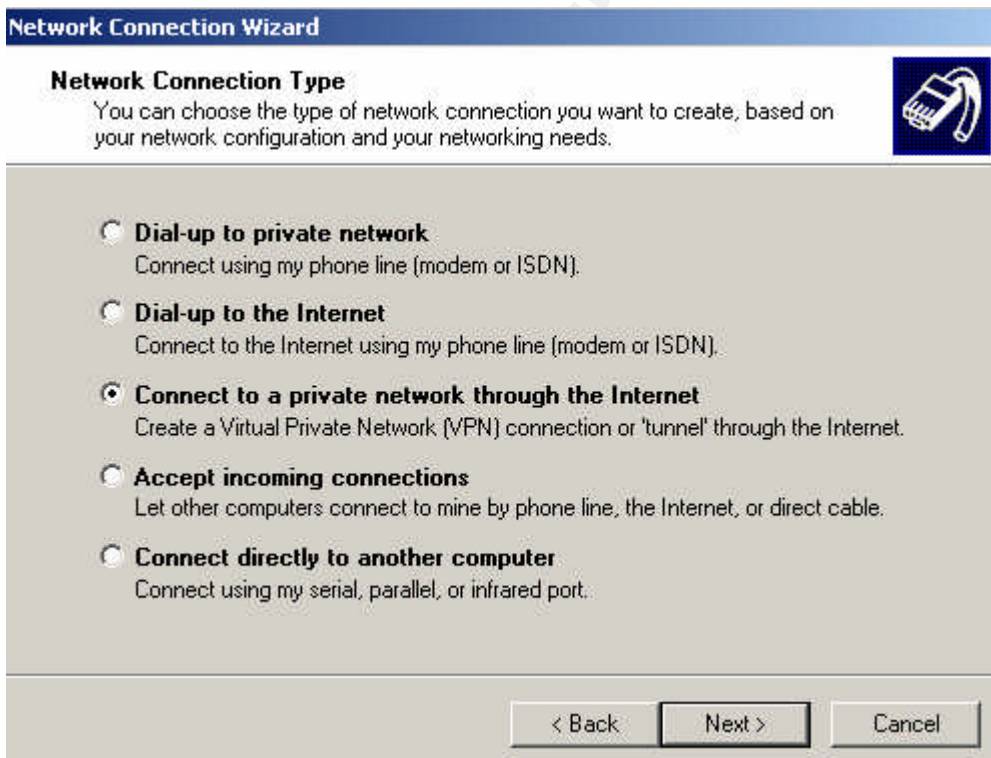 Network Connection Wizard
Network Connection Type
You can choose the type of network connection you want to create, based on
your network configuration and your networking needs.
Dial-up to private network
Connect using my phone line (modem or ISDN).
Dial-up to the Internet
Connect to the Internet using my phone line (modem or ISDN).
Connect to a private network through the Internet
Create a Virtual Private Network (VPN) connection or 'tunnel' through the Internet.
Accept incoming connections
Let other computers connect to mine by phone line, the Internet, or direct cable.
Connect directly to another computer
Connect using my serial, parallel, or infrared port.
< Back Next > Cancel